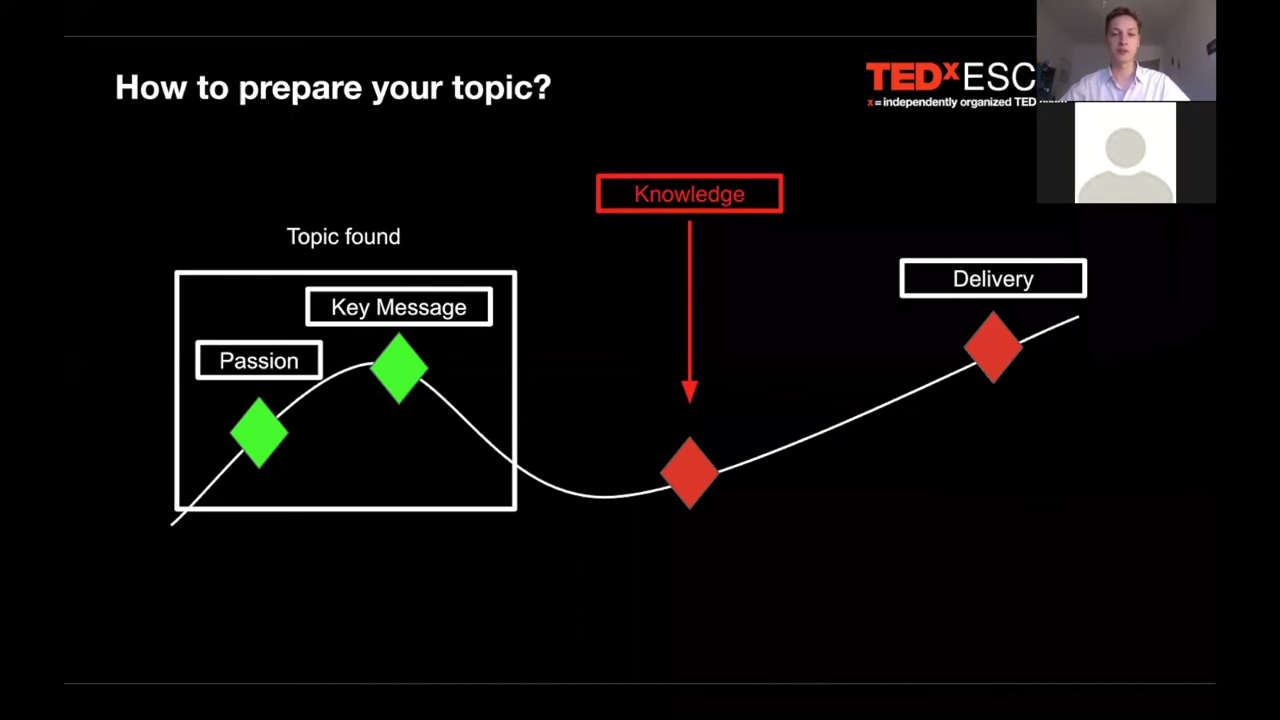 How to prepare your topic?
TEDxESC
x = independently organized TED
Knowledge
Topic found
Key Message
Passion
Delivery